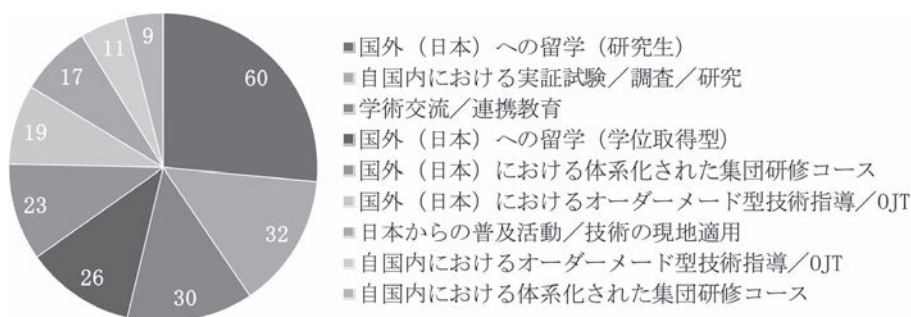 60
32
30
26
23
19
17
11
9
■国外（日本）への留学（研究生）
■自国内における実証試験／調査／研究
■学術交流／連携教育
■国外（日本）への留学（学位取得型）
■国外（日本）における体系化された集団研修コース
■国外（日本）におけるオーダーメード型技術指導／OJT
■日本からの普及活動／技術の現地適用
■自国内におけるオーダーメード型技術指導／OJT
■自国内における体系化された集団研修コース